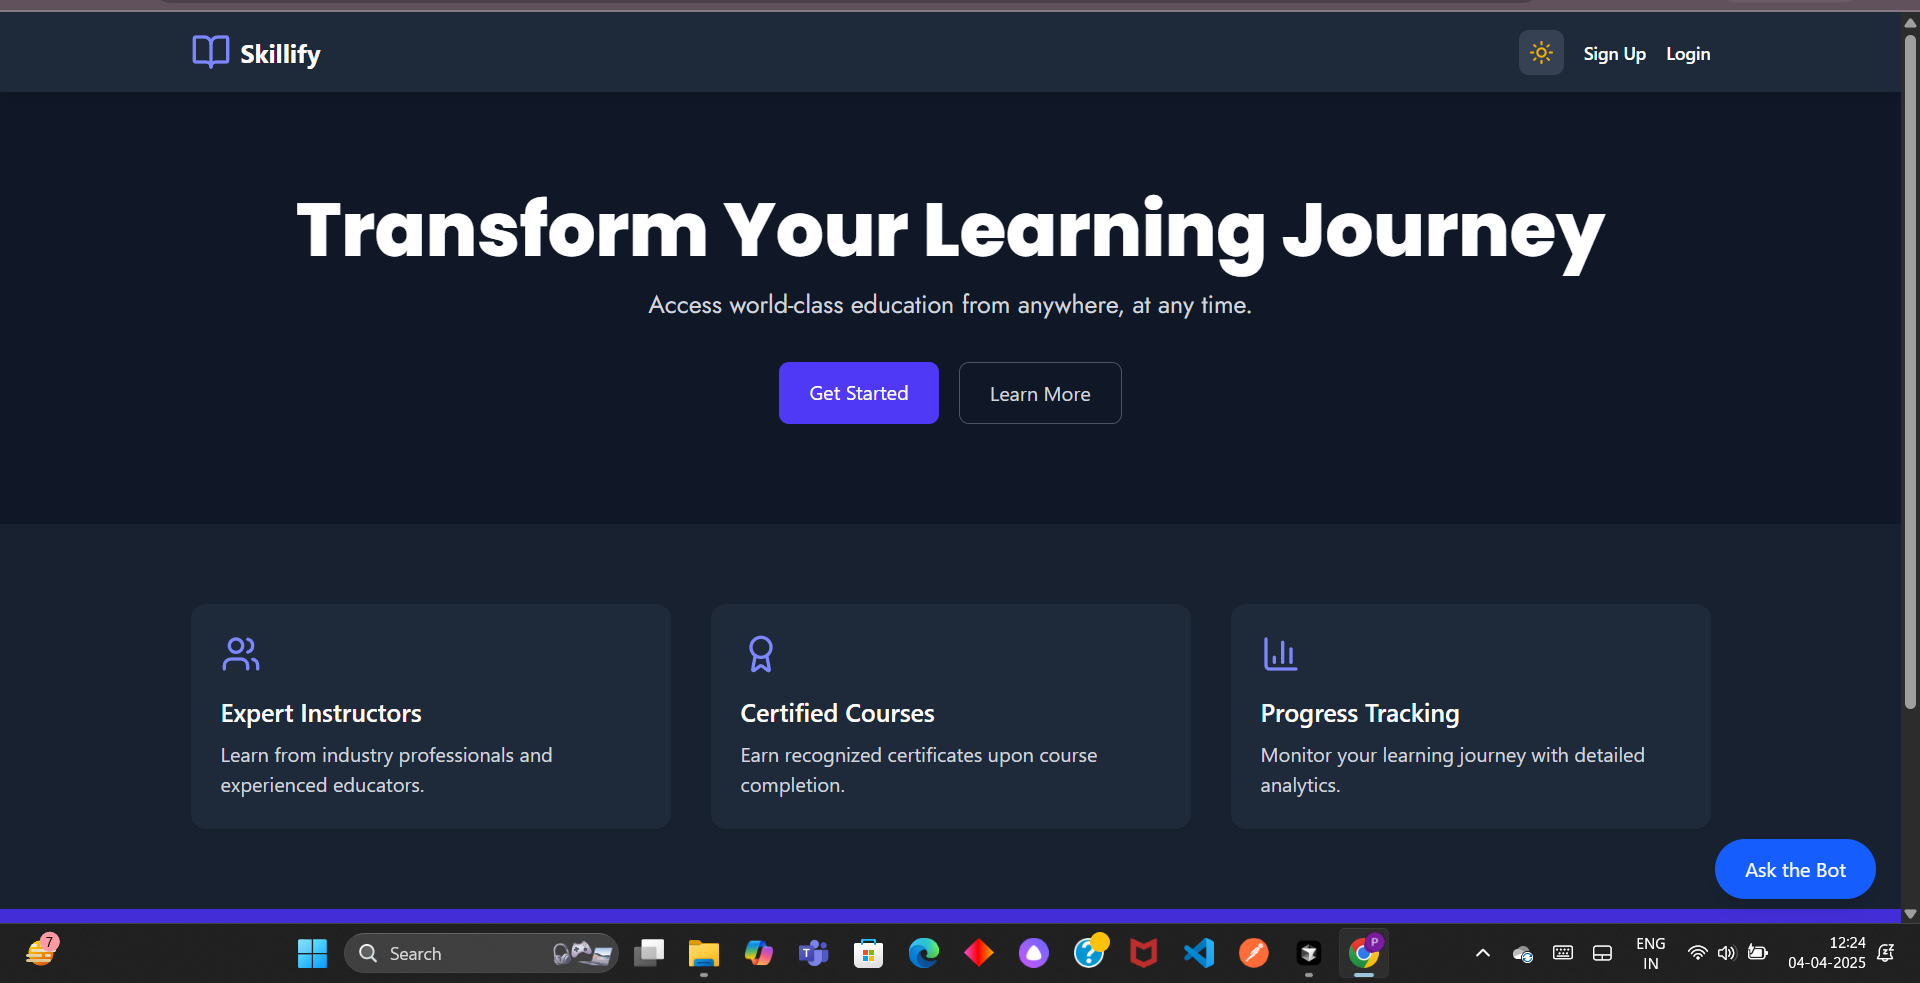 Skillify
Sign Up
Login
Transform Your Learning Journey
Access world-class education from anywhere, at any time.
Get Started
Learn More
Expert Instructors
Learn from industry professionals and
experienced educators.
Certified Courses
Earn recognized certificates upon course
completion.
Progress Tracking
Monitor your learning journey with detailed
analytics.
Ask the Bot
7
Search
T
?
P
ENG
IN
12:24
04-04-2025